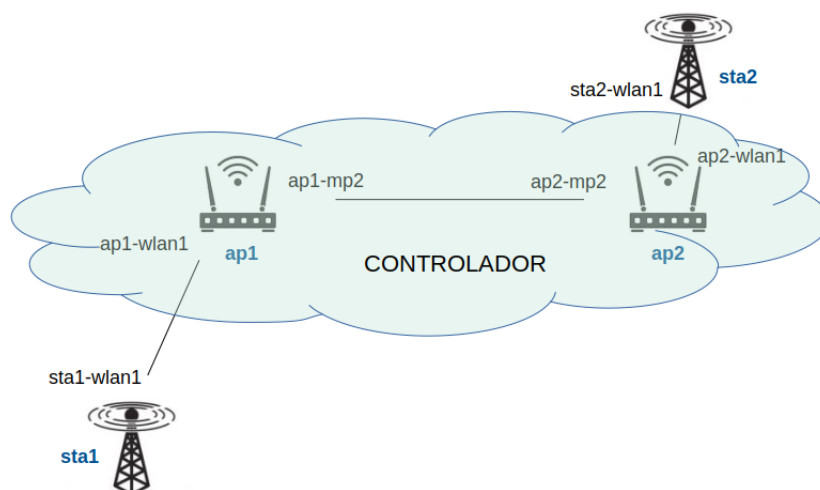 sta2
sta2-wlan1
ap2-wlan1
ap1-mp2
ap2-mp2
ap1-wlan1
ap1
ap2
CONTROLADOR
sta1-wlan1
sta1